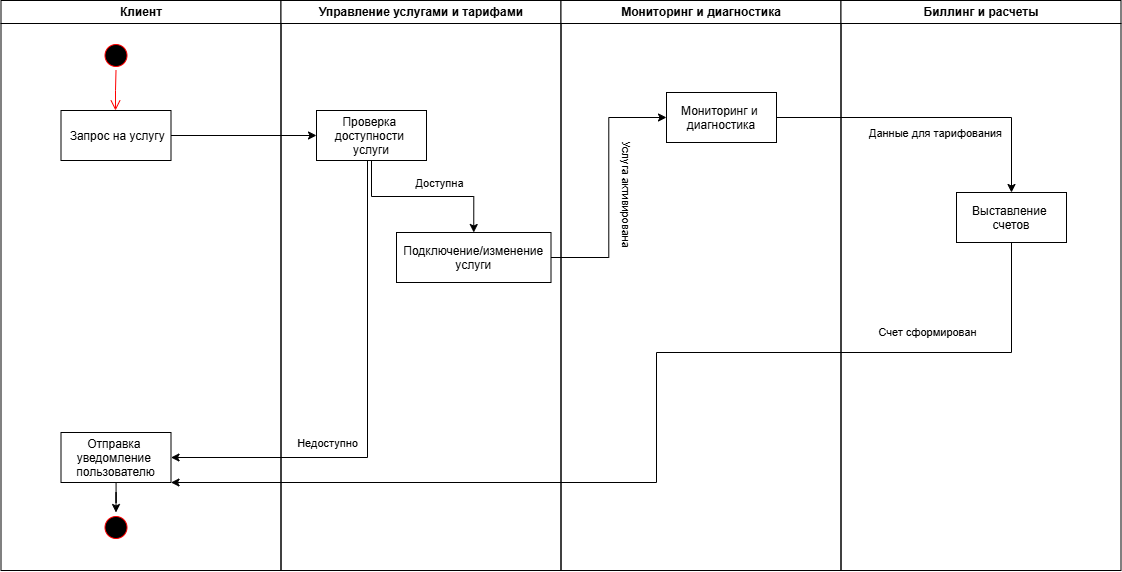 Клиент
Управление услугами и тарифами
Мониторинг и диагностика
Биллинг и расчеты
Запрос на услугу
Проверка
доступности
услуги
Мониторинг и
диагностика
Данные для тарифования
Услуга активирована
Доступна
Подключение/изменение
услуги
Выставление
счетов
Счет сформирован
Недоступно
Отправка
уведомление
пользователю